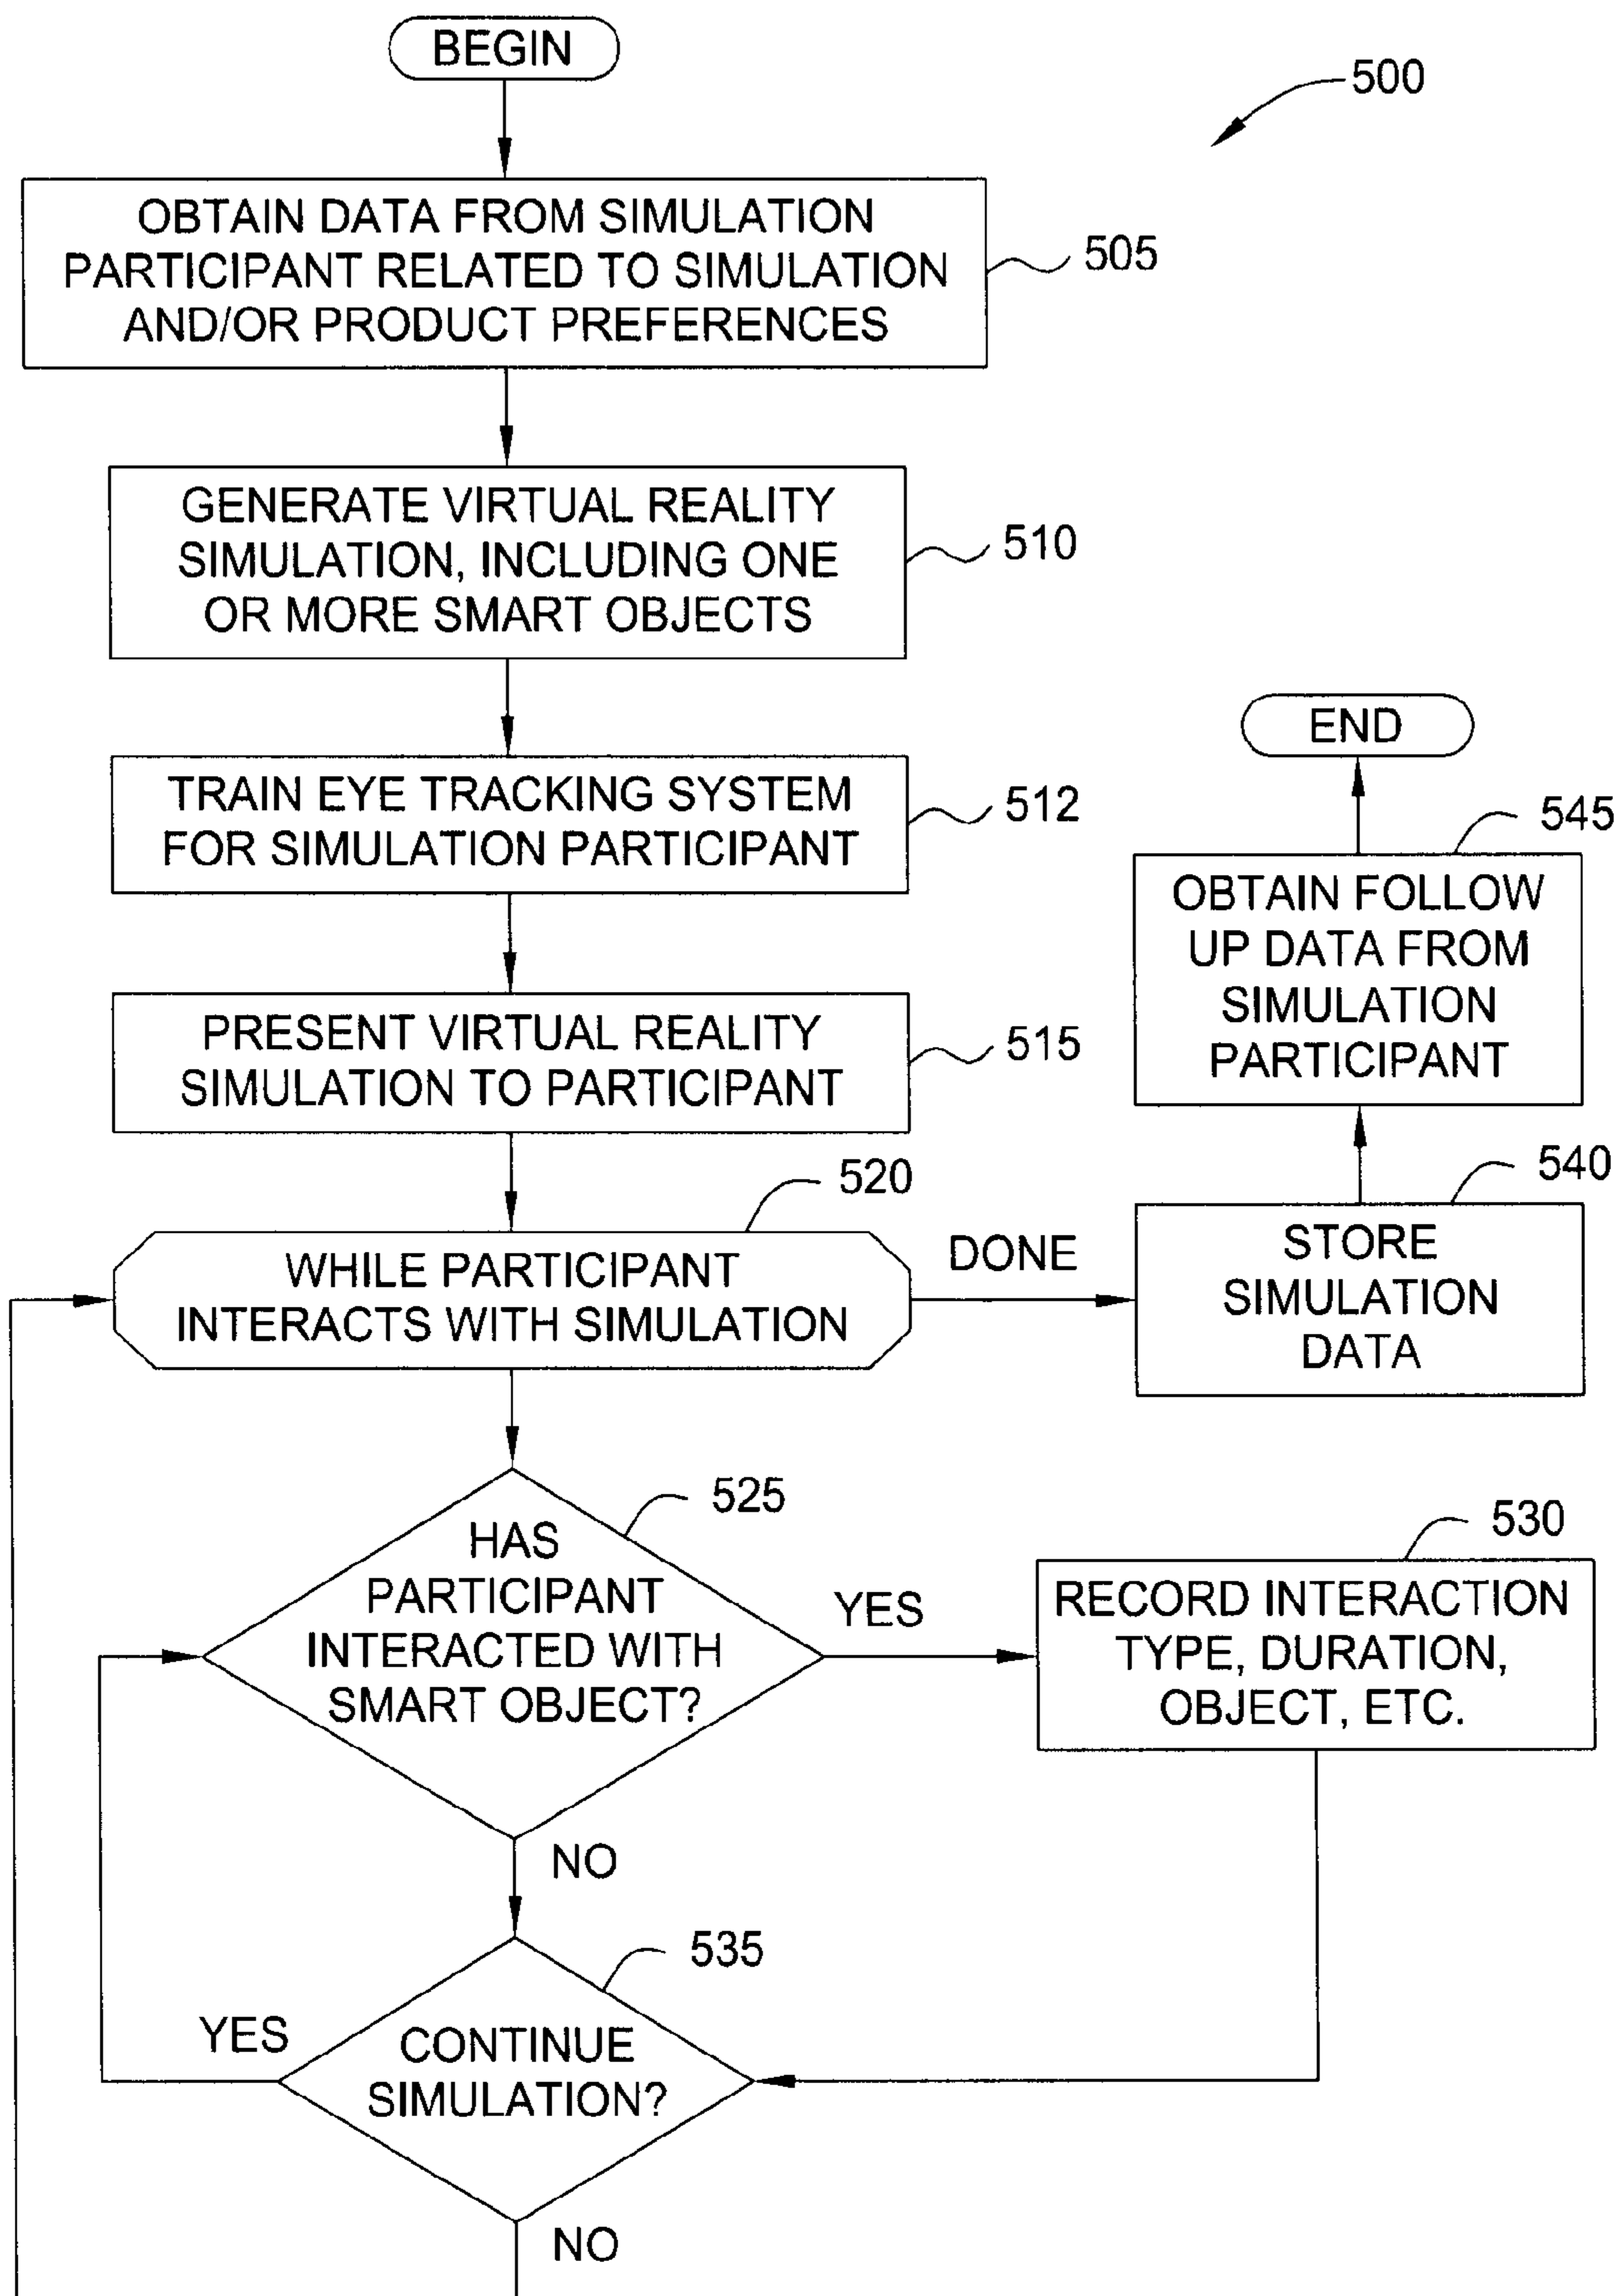 BEGIN
500
OBTAIN DATA FROM SIMULATION
PARTICIPANT RELATED TO SIMULATION
AND/OR PRODUCT PREFERENCES
505
GENERATE VIRTUAL REALITY
SIMULATION, INCLUDING ONE
OR MORE SMART OBJECTS
510
TRAIN EYE TRACKING SYSTEM
FOR SIMULATION PARTICIPANT
512
PRESENT VIRTUAL REALITY
SIMULATION TO PARTICIPANT
515
WHILE PARTICIPANT
INTERACTS WITH SIMULATION
520
DONE
STORE
SIMULATION
DATA
540
OBTAIN FOLLOW
UP DATA FROM
SIMULATION
PARTICIPANT
545
END
HAS
PARTICIPANT
INTERACTED WITH
SMART OBJECT?
525
YES
RECORD INTERACTION
TYPE, DURATION,
OBJECT, ETC.
530
NO
CONTINUE
SIMULATION?
535
YES
NO